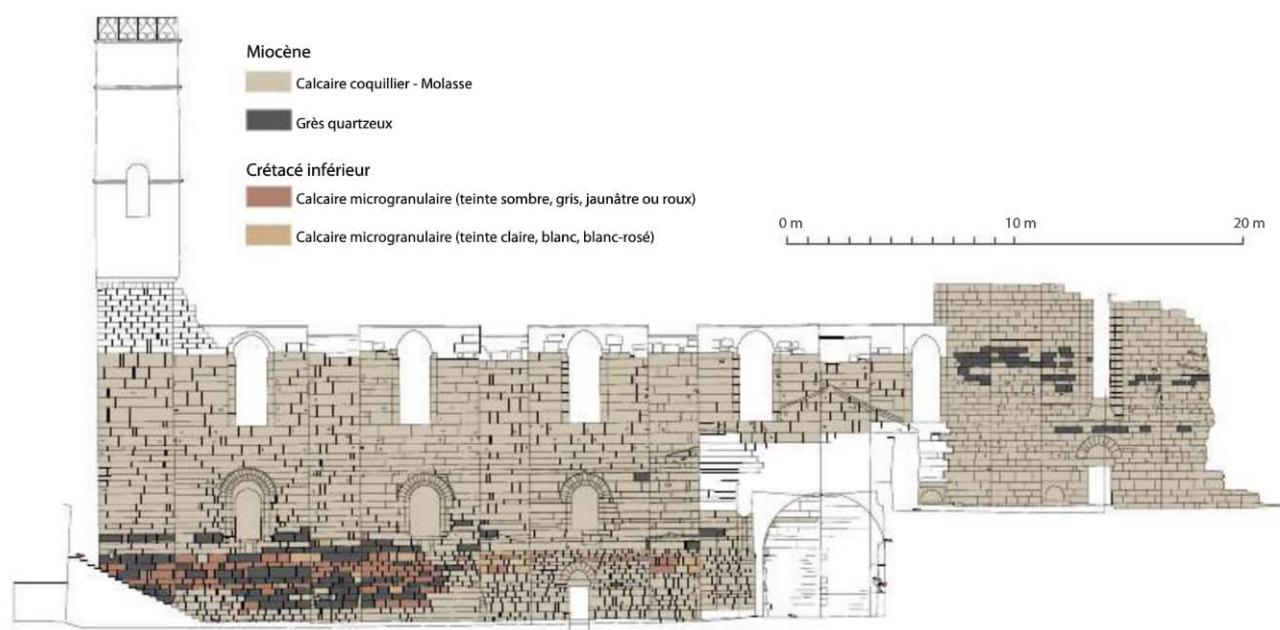 Miocène
Calcaire coquillier - Molasse
Grès quartzeux
Crétacé inférieur
Calcaire microgranulaire (teinte sombre, gris, jaunâtre ou roux)
Calcaire microgranulaire (teinte claire, blanc, blanc-rosé)
0 m 10 m 20 m